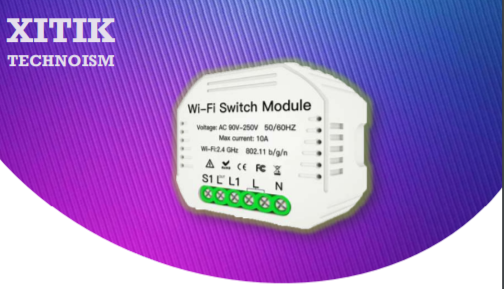 XITIK
TECHNOISM
Wi-Fi Switch Module
Voltage: AC 90V-250V 50/60HZ
Max current: 10A
Wi-Fi:2.4 GHz 802.11 b/g/n
CE FC
S1 L' L1 L N